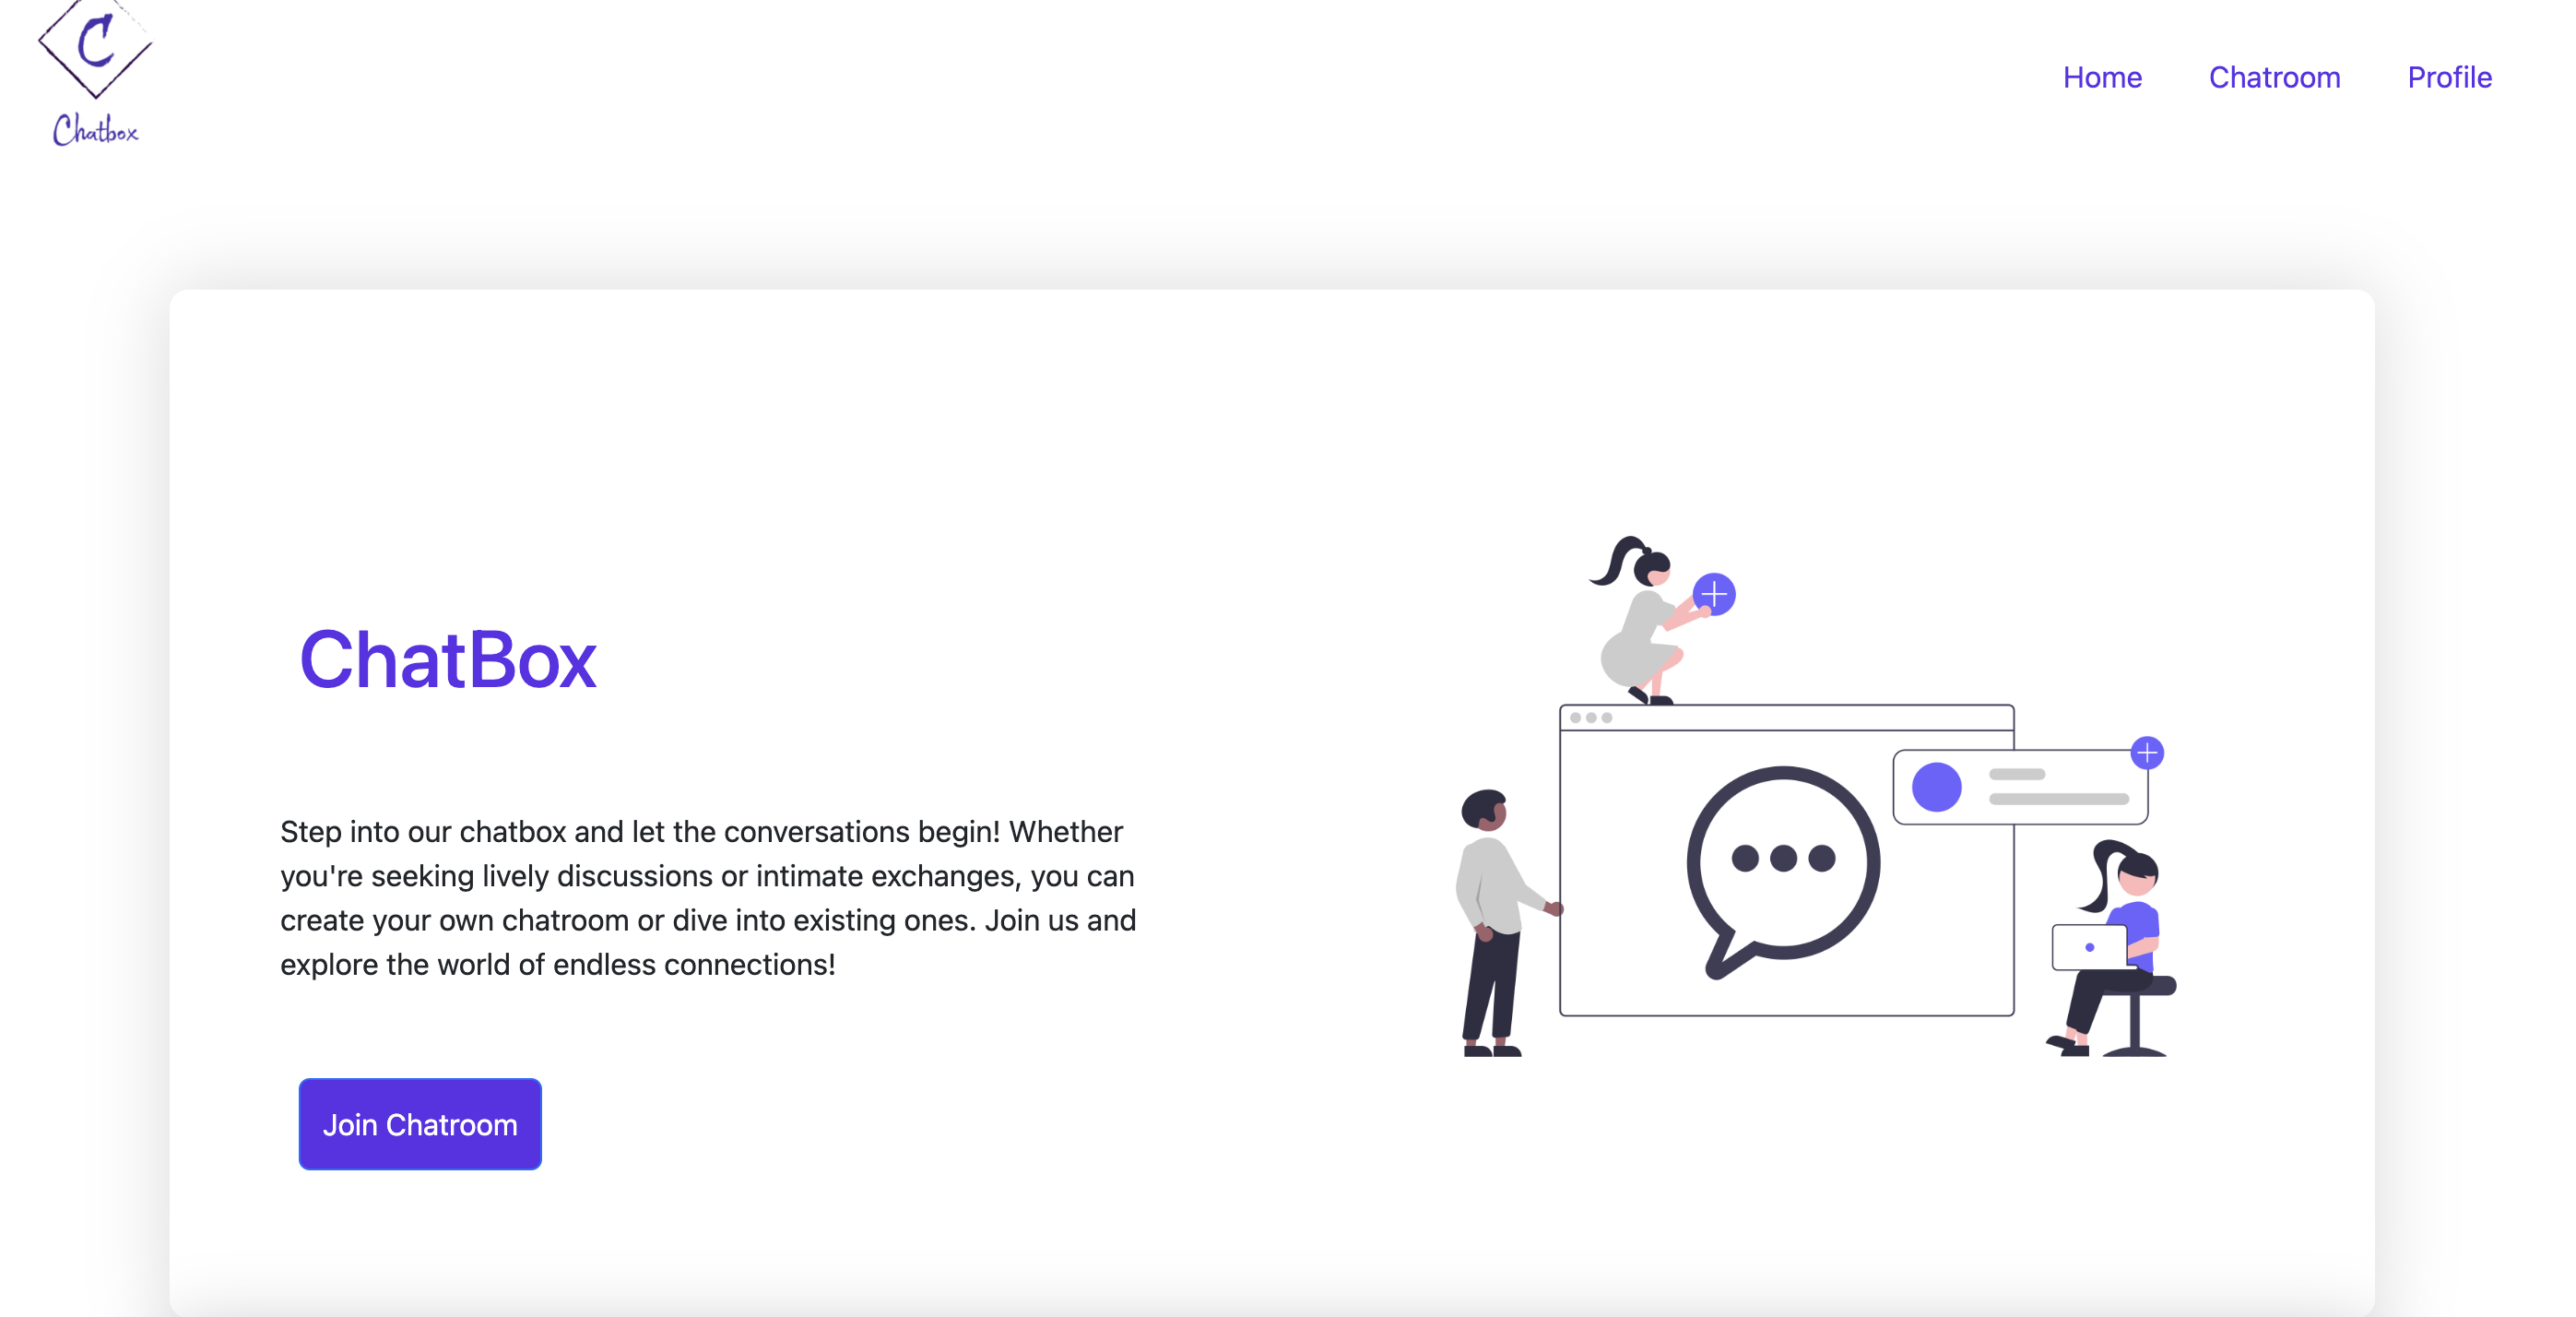 C
Chatbox
Home Chatroom Profile
ChatBox
Step into our chatbox and let the conversations begin! Whether
you're seeking lively discussions or intimate exchanges, you can
create your own chatroom or dive into existing ones. Join us and
explore the world of endless connections!
Join Chatroom